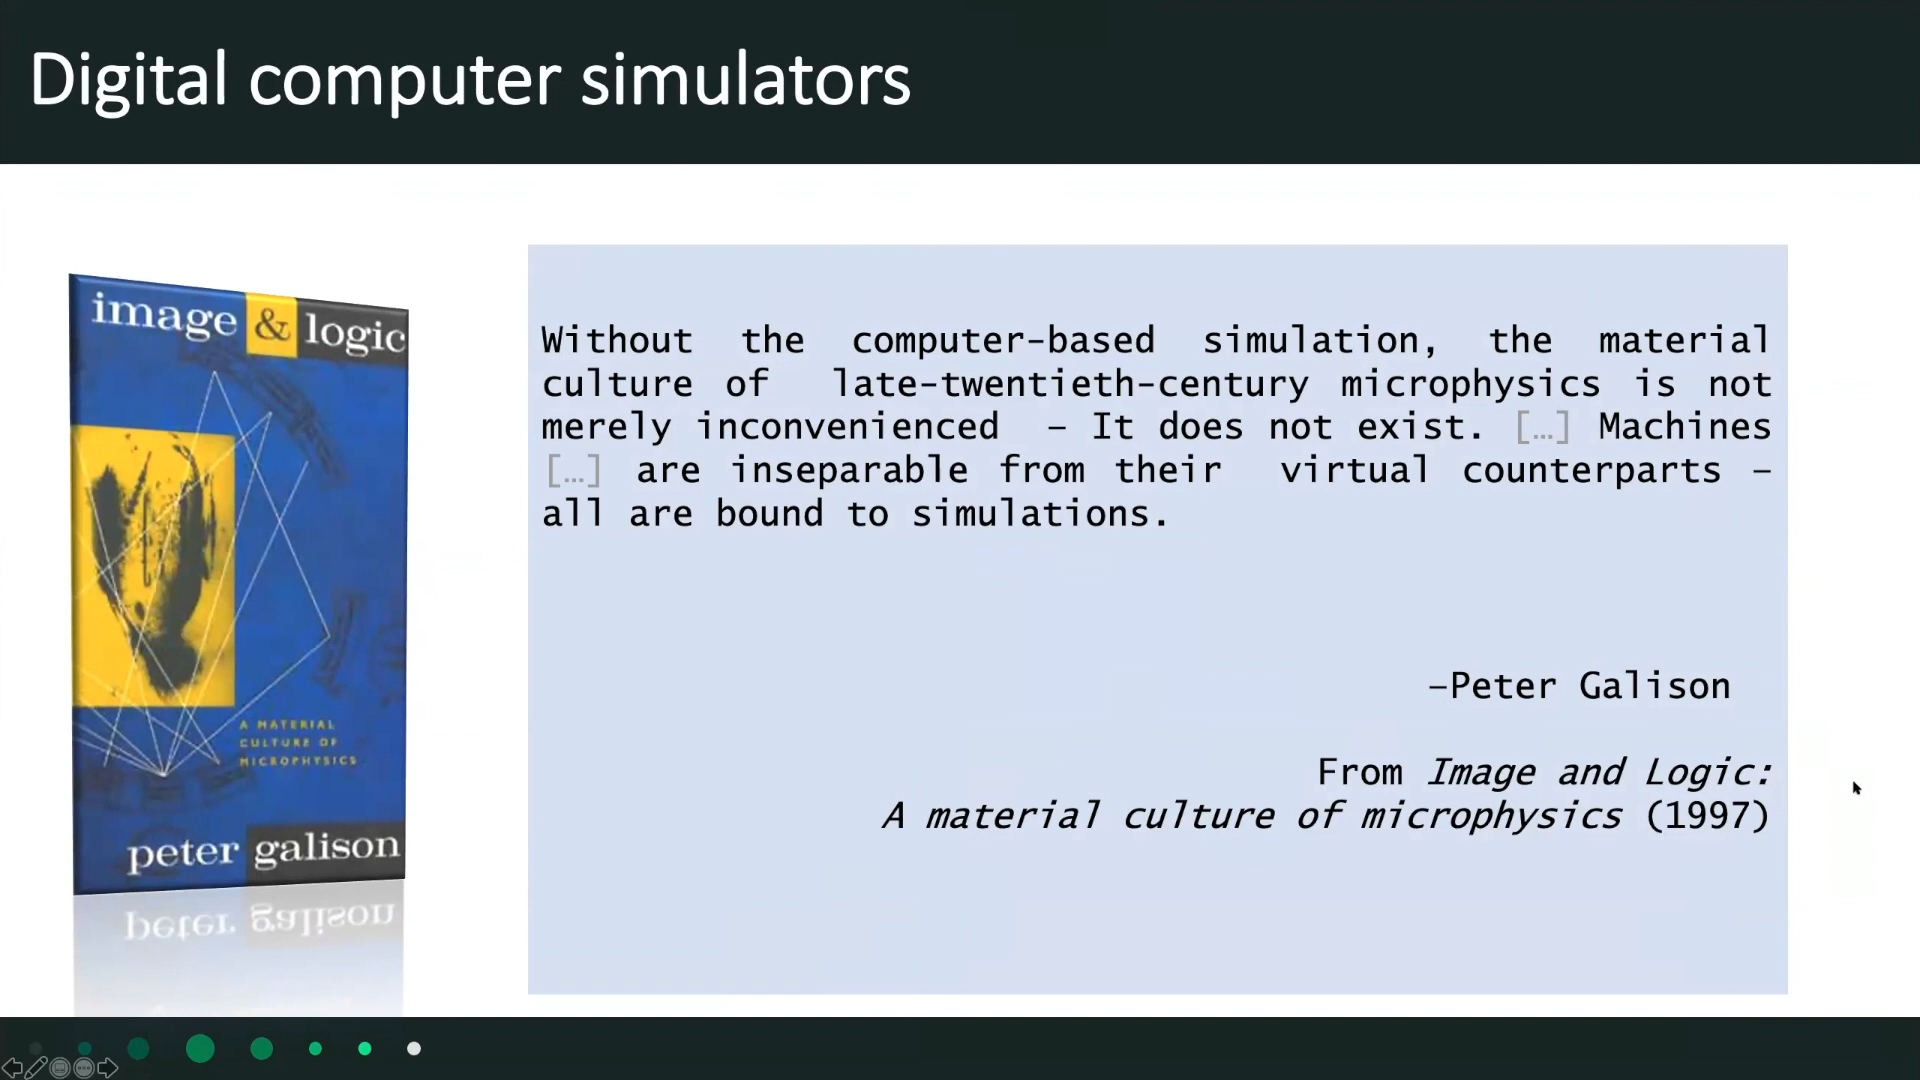 Digital computer simulators
image & logic
A MATERIAL
CULTURE OF
MICROPHYSICS
peter galison
peter galison
Without the computer-based simulation, the material
culture of late-twentieth-century microphysics is not
merely inconvenienced – It does not exist. […] Machines
[…] are inseparable from their virtual counterparts –
all are bound to simulations.
–Peter Galison
From Image and Logic:
A material culture of microphysics (1997)